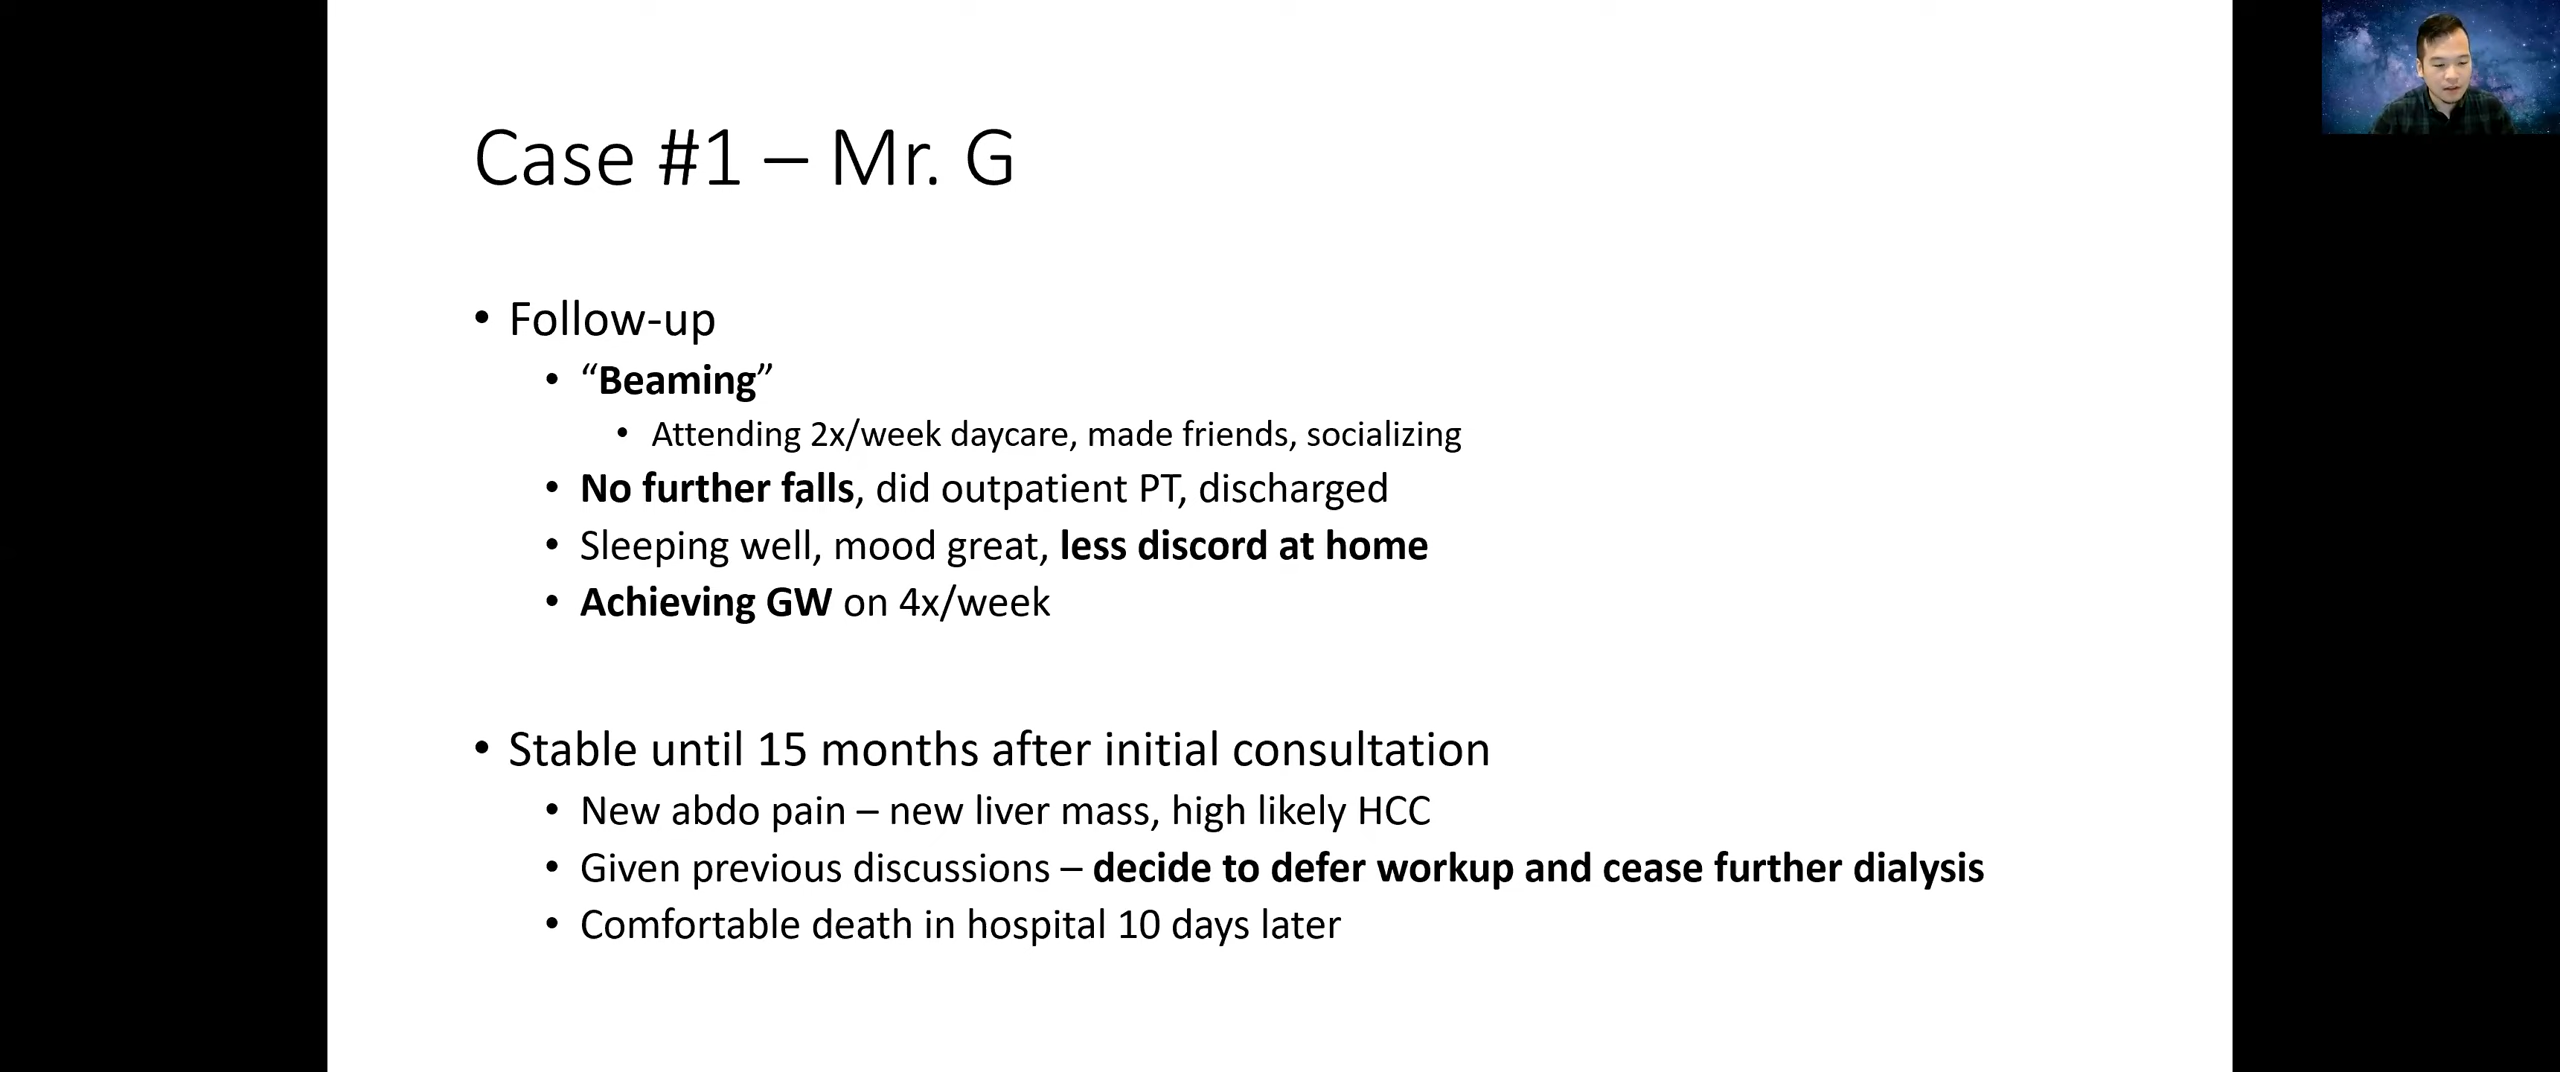 Case #1 – Mr. G
• Follow-up
• “Beaming”
• Attending 2x/week daycare, made friends, socializing
• No further falls, did outpatient PT, discharged
• Sleeping well, mood great, less discord at home
• Achieving GW on 4x/week
• Stable until 15 months after initial consultation
• New abdo pain – new liver mass, high likely HCC
• Given previous discussions – decide to defer workup and cease further dialysis
• Comfortable death in hospital 10 days later